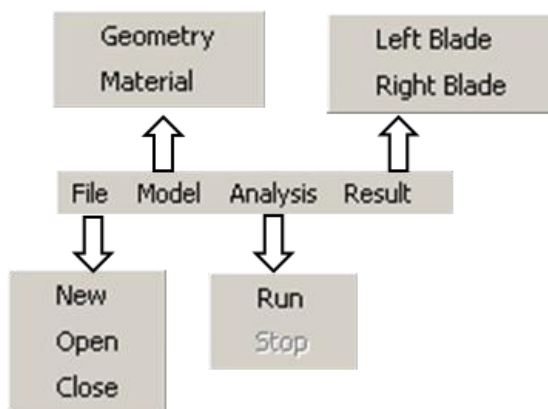 Geometry
Material
Left Blade
Right Blade
File Model Analysis Result
New
Open
Close
Run
Stop